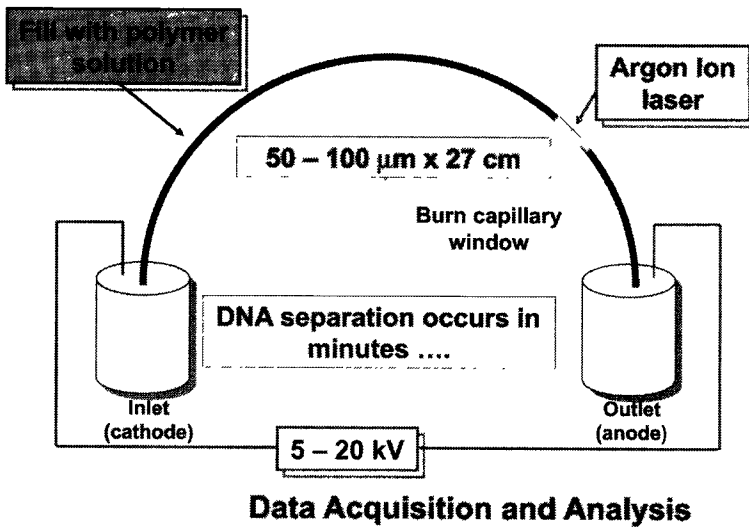 Fill with polymer
solution
Argon Ion
laser
50 – 100 μm x 27 cm
Burn capillary
window
DNA separation occurs in
minutes ....
Inlet
(cathode)
Outlet
(anode)
5 – 20 kV
Data Acquisition and Analysis